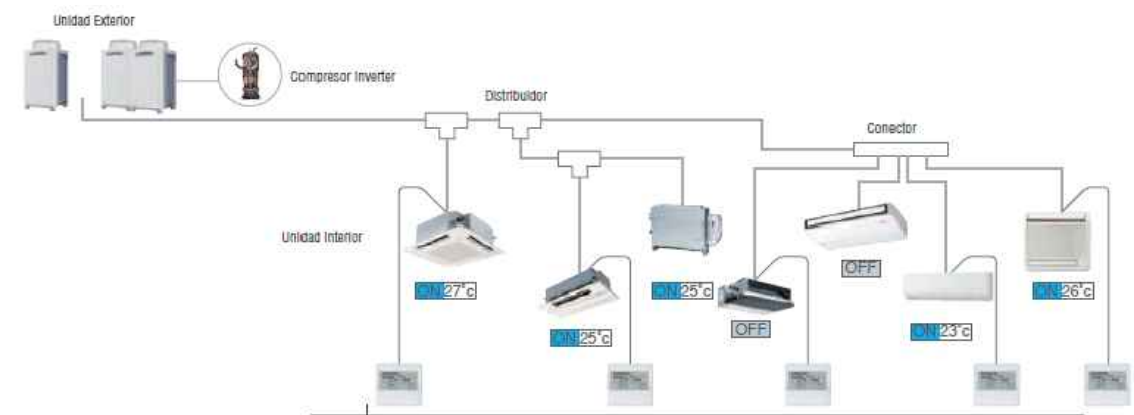 Unidad Exterior
Compresor Inverter
Distribuidor
Conector
Unidad Interior
ON 27°c
ON 25°c
ON 25°c
OFF
OFF
ON 23°c
ON 26°c